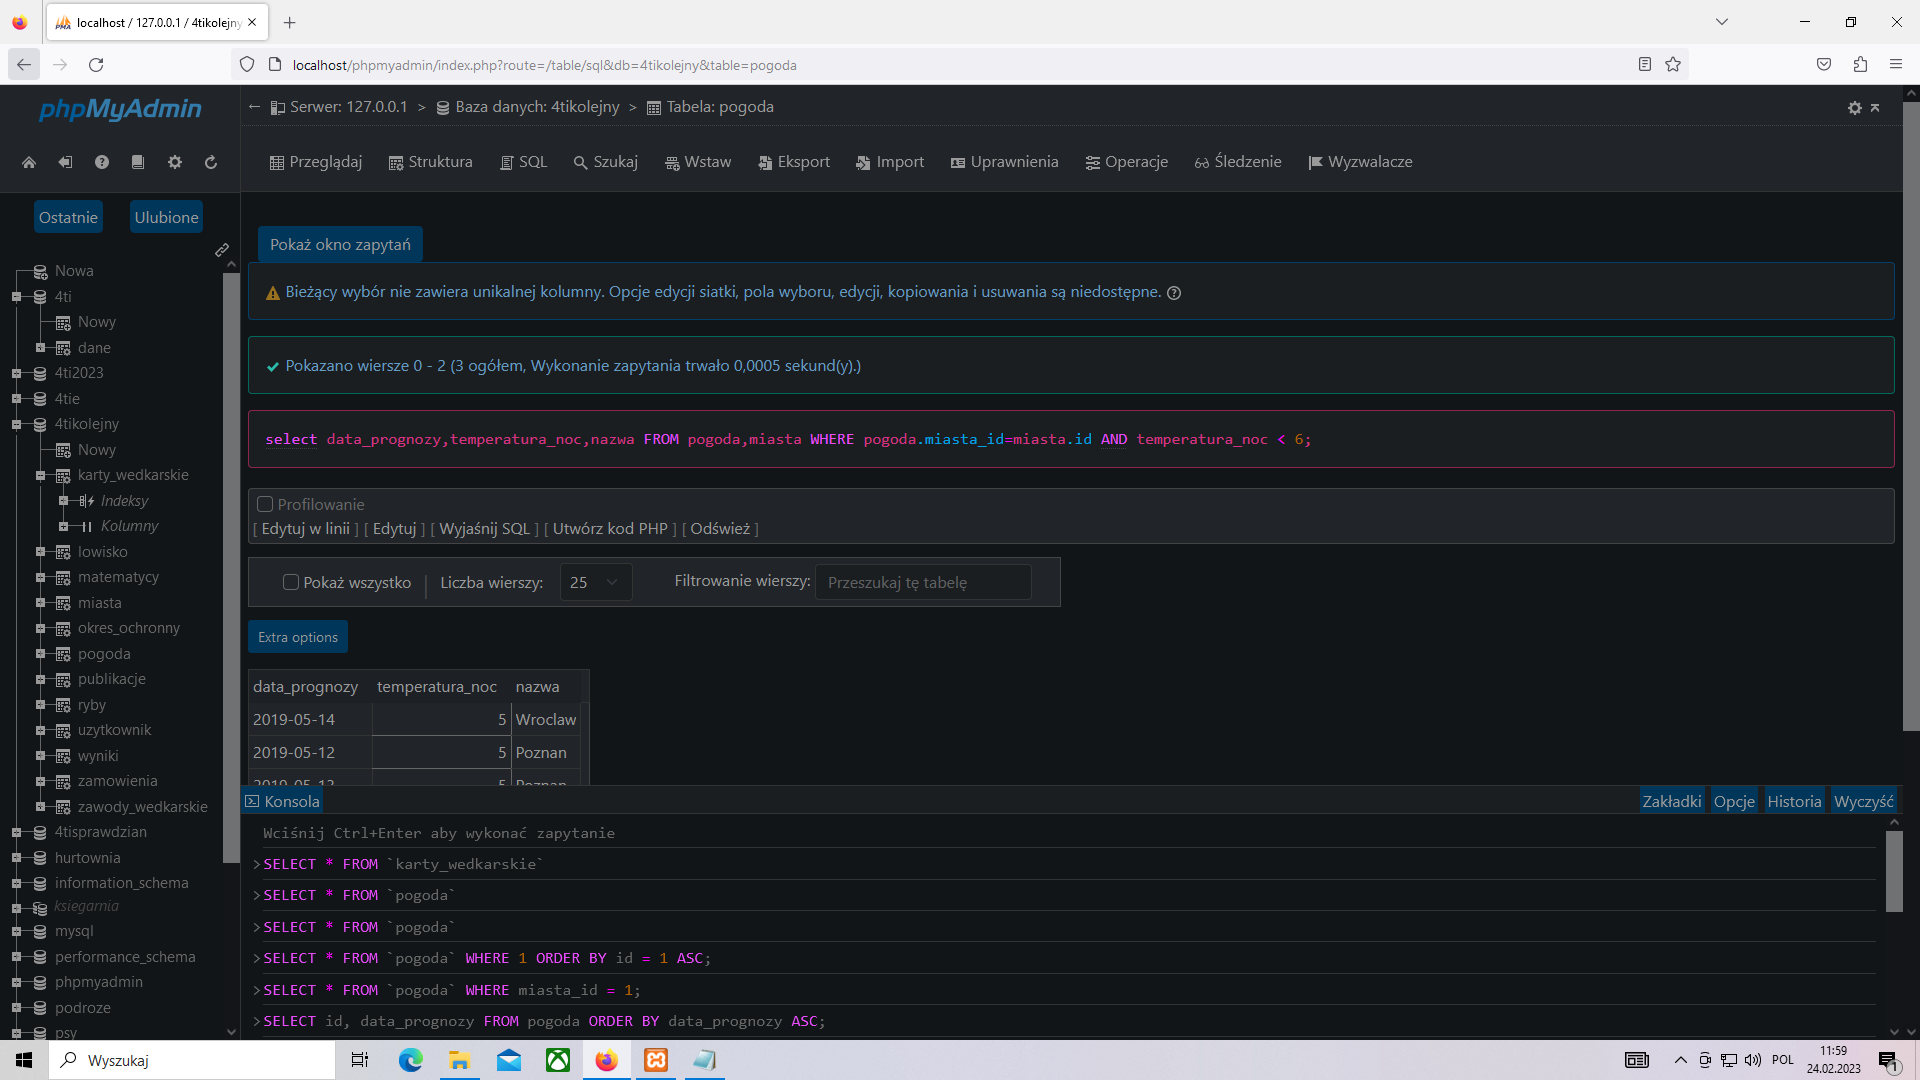 localhost / 127.0.0.1 / 4tikolejny
localhost/phpmyadmin/index.php?route=/table/sql&db=4tikolejny&table=pogoda
phpMyAdmin
Ostatnie Ulubione
Nowa
4ti
Nowy
dane
4ti2023
4tie
4tikolejny
Nowy
karty_wedkarskie
Indeksy
Kolumny
lowisko
matematycy
miasta
okres_ochronny
pogoda
publikacje
ryby
uzytkownik
wyniki
zamowienia
zawody_wedkarskie
4tisprawdzian
hurtownia
information_schema
ksiegarnia
mysql
performance_schema
phpmyadmin
podroze
psy
Serwer: 127.0.0.1 > Baza danych: 4tikolejny > Tabela: pogoda
Przeglądaj Struktura SQL Szukaj Wstaw Eksport Import Uprawnienia Operacje Śledzenie Wyzwalacze
Pokaż okno zapytań
Bieżący wybór nie zawiera unikalnej kolumny. Opcje edycji siatki, pola wyboru, edycji, kopiowania i usuwania są niedostępne.
Pokazano wiersze 0 - 2 (3 ogółem, Wykonanie zapytania trwało 0,0005 sekund(y).)
select data_prognozy,temperatura_noc,nazwa FROM pogoda,miasta WHERE pogoda.miasta_id=miasta.id AND temperatura_noc < 6;
Profilowanie
[ Edytuj w linii ] [ Edytuj ] [ Wyjaśnij SQL ] [ Utwórz kod PHP ] [ Odśwież ]
Pokaż wszystko | Liczba wierszy: 25 Filtrowanie wierszy: Przeszukaj tę tabelę
Extra options
data_prognozy temperatura_noc nazwa
2019-05-14 5 Wroclaw
2019-05-12 5 Poznan
2019-05-13 5 Poznan
Konsola Zakładki Opcje Historia Wyczyść
Wciśnij Ctrl+Enter aby wykonać zapytanie
>SELECT * FROM `karty_wedkarskie`
>SELECT * FROM `pogoda`
>SELECT * FROM `pogoda`
>SELECT * FROM `pogoda` WHERE 1 ORDER BY id = 1 ASC;
>SELECT * FROM `pogoda` WHERE miasta_id = 1;
>SELECT id, data_prognozy FROM pogoda ORDER BY data_prognozy ASC;
Wyszukaj
POL
11:59
24.02.2023
1